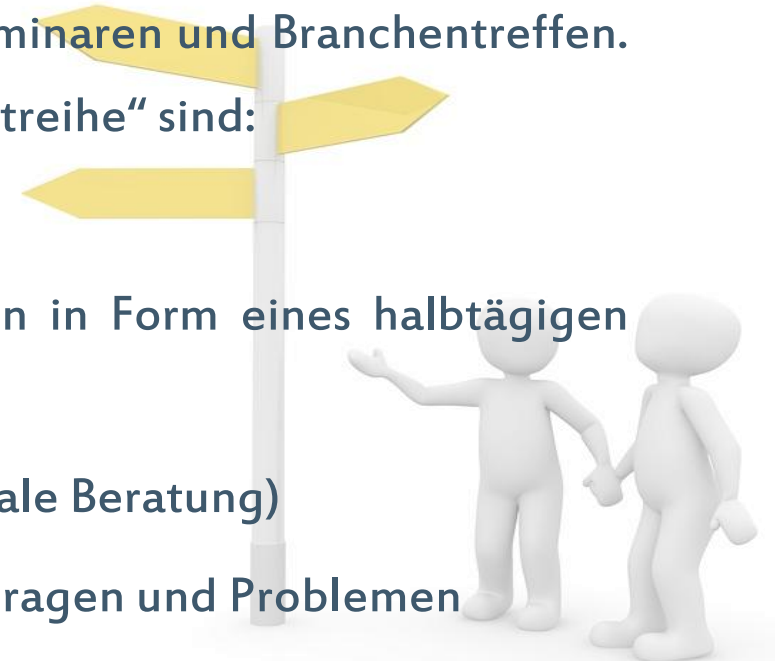 minaren und Branchentreffen.
treihe“ sind:
n in Form eines halbtägigen
ale Beratung)
ragen und Problemen